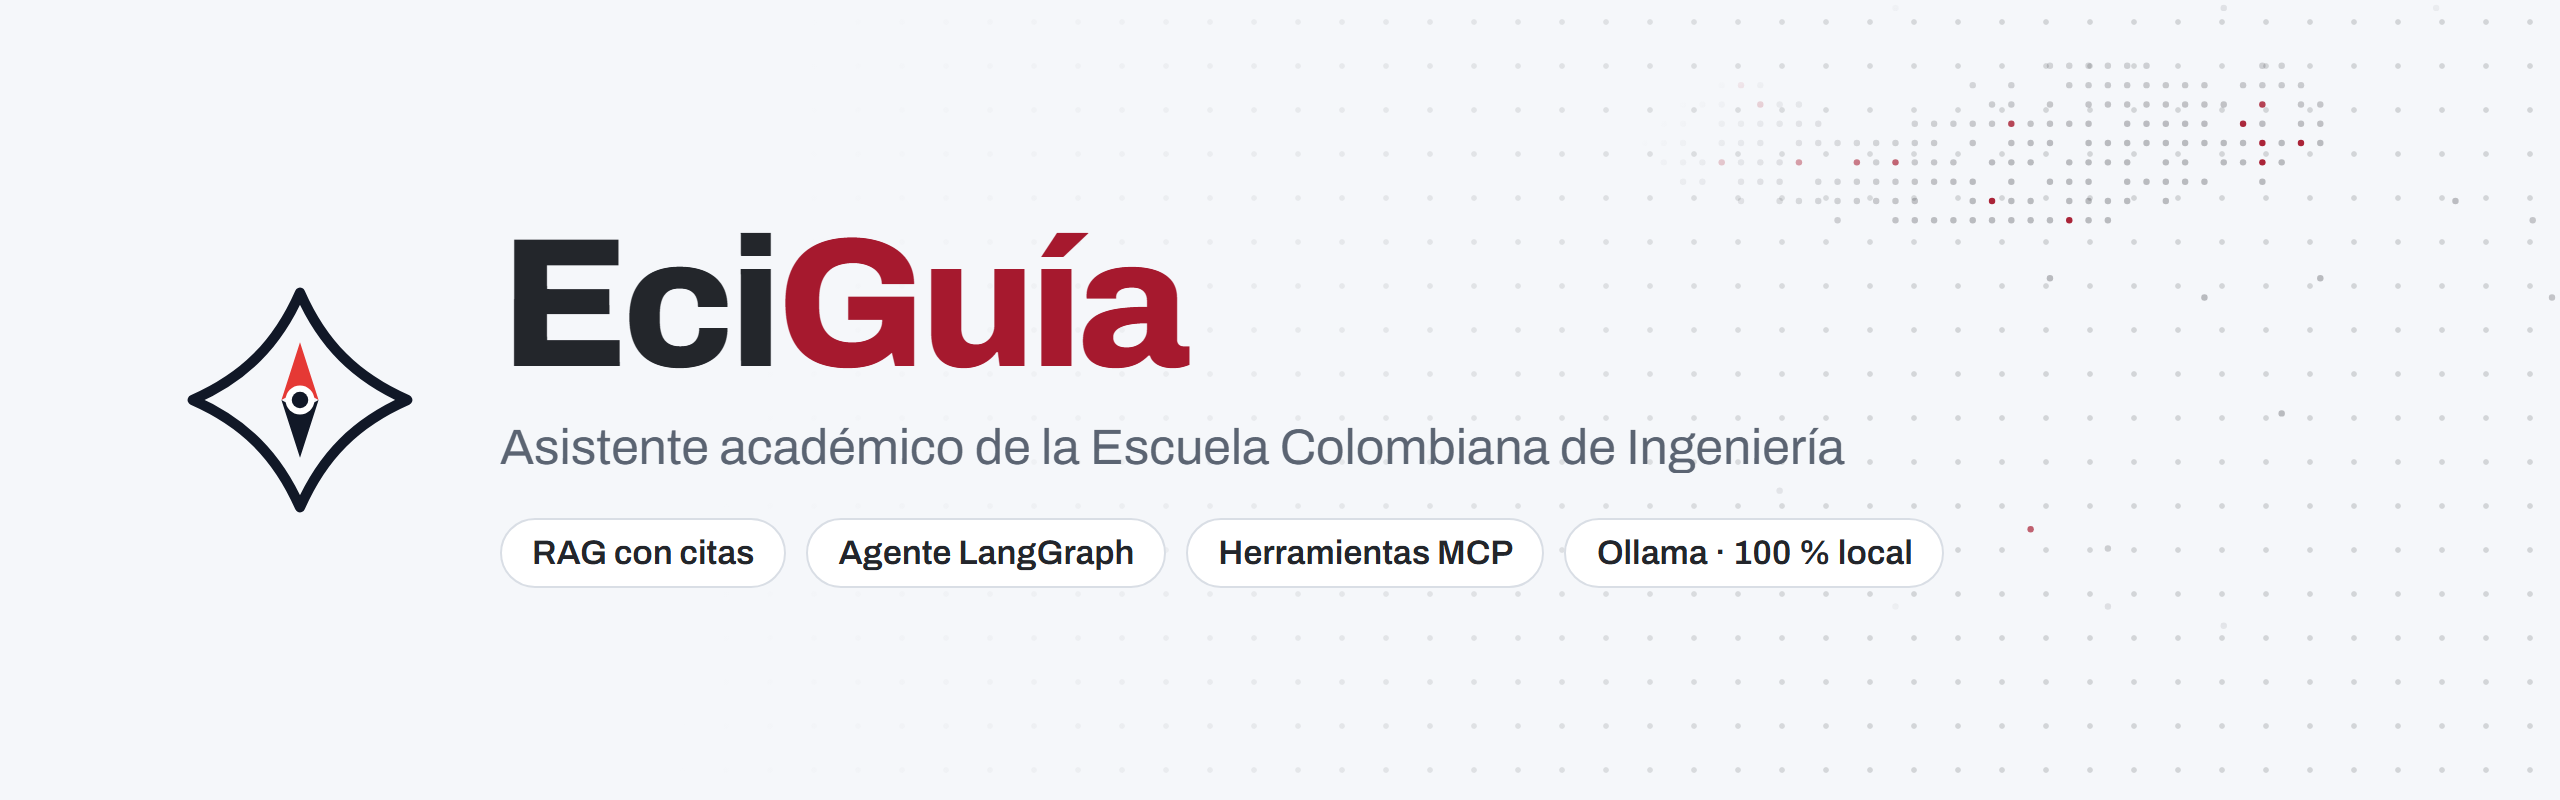 EciGuía
Asistente académico de la Escuela Colombiana de Ingeniería
RAG con citas
Agente LangGraph
Herramientas MCP
Ollama · 100 % local